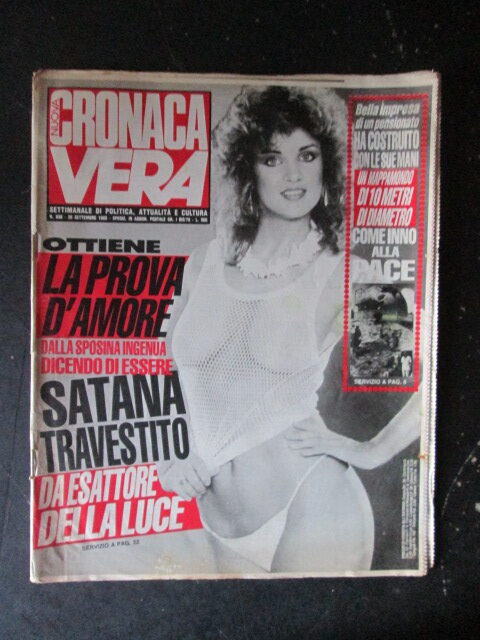 NUOVA
CRONACA
VERA
SETTIMANALE DI POLITICA, ATTUALITÀ E CULTURA
OTTIENE
LA PROVA
D'AMORE
DALLA SPOSINA INGENUA
DICENDO DI ESSERE
SATANA
TRAVESTITO
DA ESATTORE
DELLA LUCE
SERVIZIO A PAG. 22
Bella impresa
di un pensionato
HA COSTRUITO
CON LE SUE MANI
UN MAPPAMONDO
DI 10 METRI
DI DIAMETRO
COME INNO
ALLA
PACE
SERVIZIO A PAG. 6